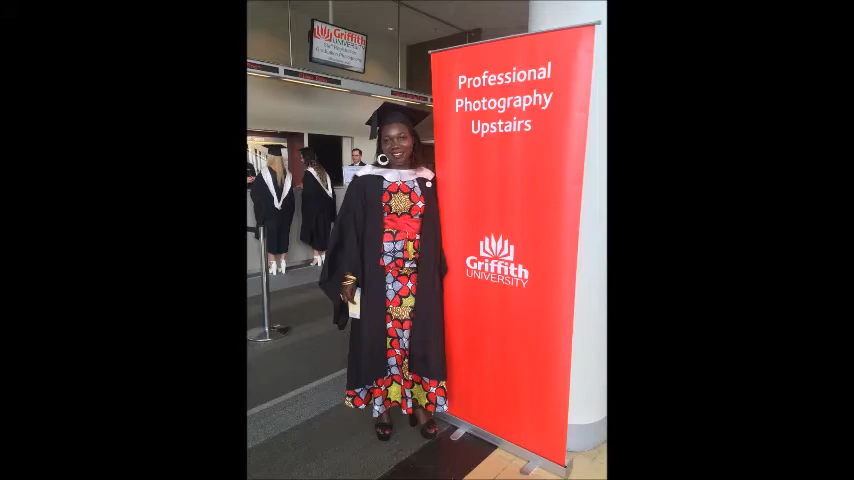 Griffith
UNIVERSITY
Professional
Photography
Upstairs
Griffith
UNIVERSITY